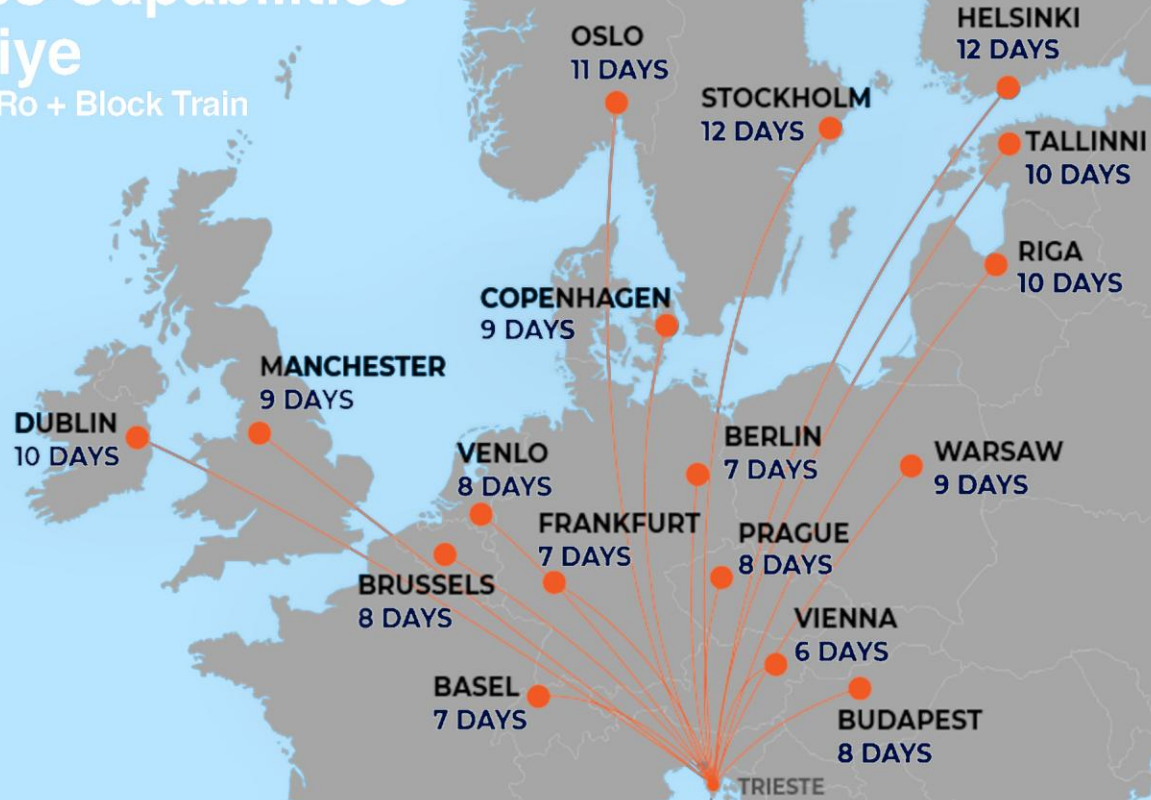 iye
Ro + Block Train
OSLO
11 DAYS
HELSINKI
12 DAYS
STOCKHOLM
12 DAYS
TALLINNI
10 DAYS
RIGA
10 DAYS
COPENHAGEN
9 DAYS
MANCHESTER
9 DAYS
DUBLIN
10 DAYS
VENLO
8 DAYS
BERLIN
7 DAYS
WARSAW
9 DAYS
FRANKFURT
7 DAYS
PRAGUE
8 DAYS
BRUSSELS
8 DAYS
VIENNA
6 DAYS
BASEL
7 DAYS
BUDAPEST
8 DAYS
TRIESTE